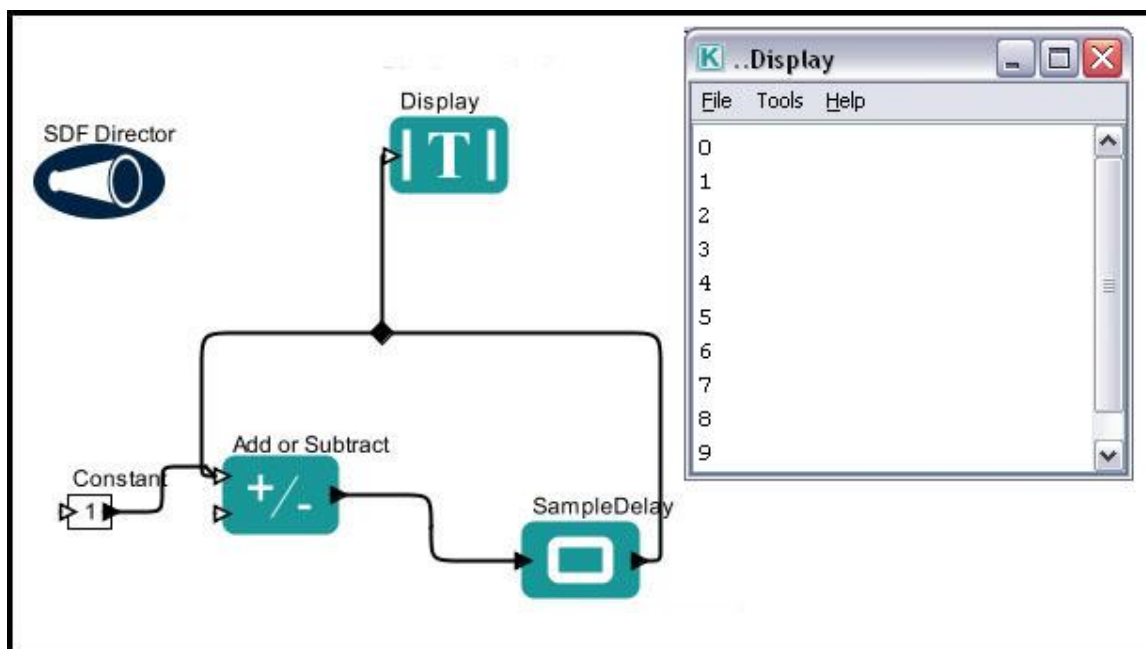 SDF Director
Display
T
Constant
1
Add or Subtract
+/-
SampleDelay
K ..Display
File Tools Help
0
1
2
3
4
5
6
7
8
9